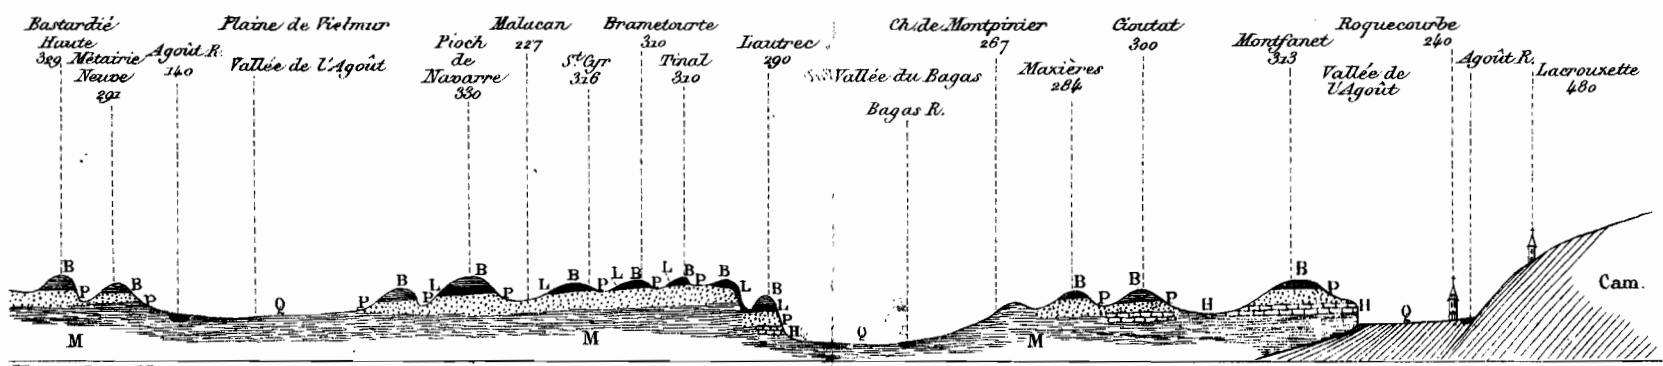 Bastardié
Haute
329
Métairie
Neuve
291
Agoût R.
140
Plaine de Vielmur
Vallée de l'Agoût
Pioch
de
Navarre
330
Malacan
227
St Cyr
316
Brametourte
310
Tinal
310
Lautrec
290
Vallée du Bagas
Bagas R.
Ch. de Montpinier
267
Mazières
284
Cioutat
300
Montfanet
313
Vallée de
l'Agoût
Roquecourbe
240
Agoût R.
Lacrouzette
480
B
P
B
P
Q
P
B
P
L
B
P
L
B
P
L
B
P
L
B
P
B
L
B
L
P
H
Q
B
P
B
P
H
B
P
H
Q
Cam.
M
M
M